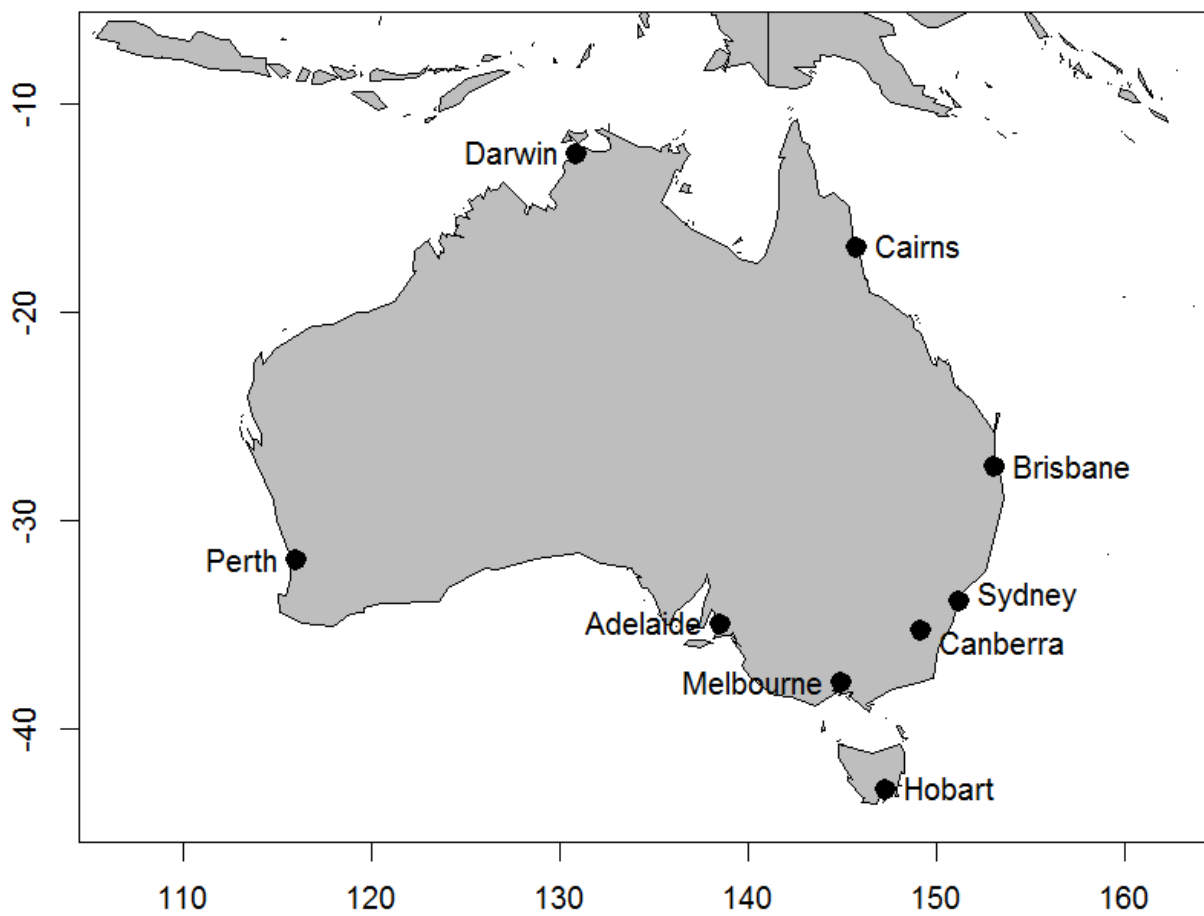 -10
Darwin
Cairns
-20
Brisbane
-30
Perth
Sydney
Adelaide
Canberra
Melbourne
-40
Hobart
110 120 130 140 150 160